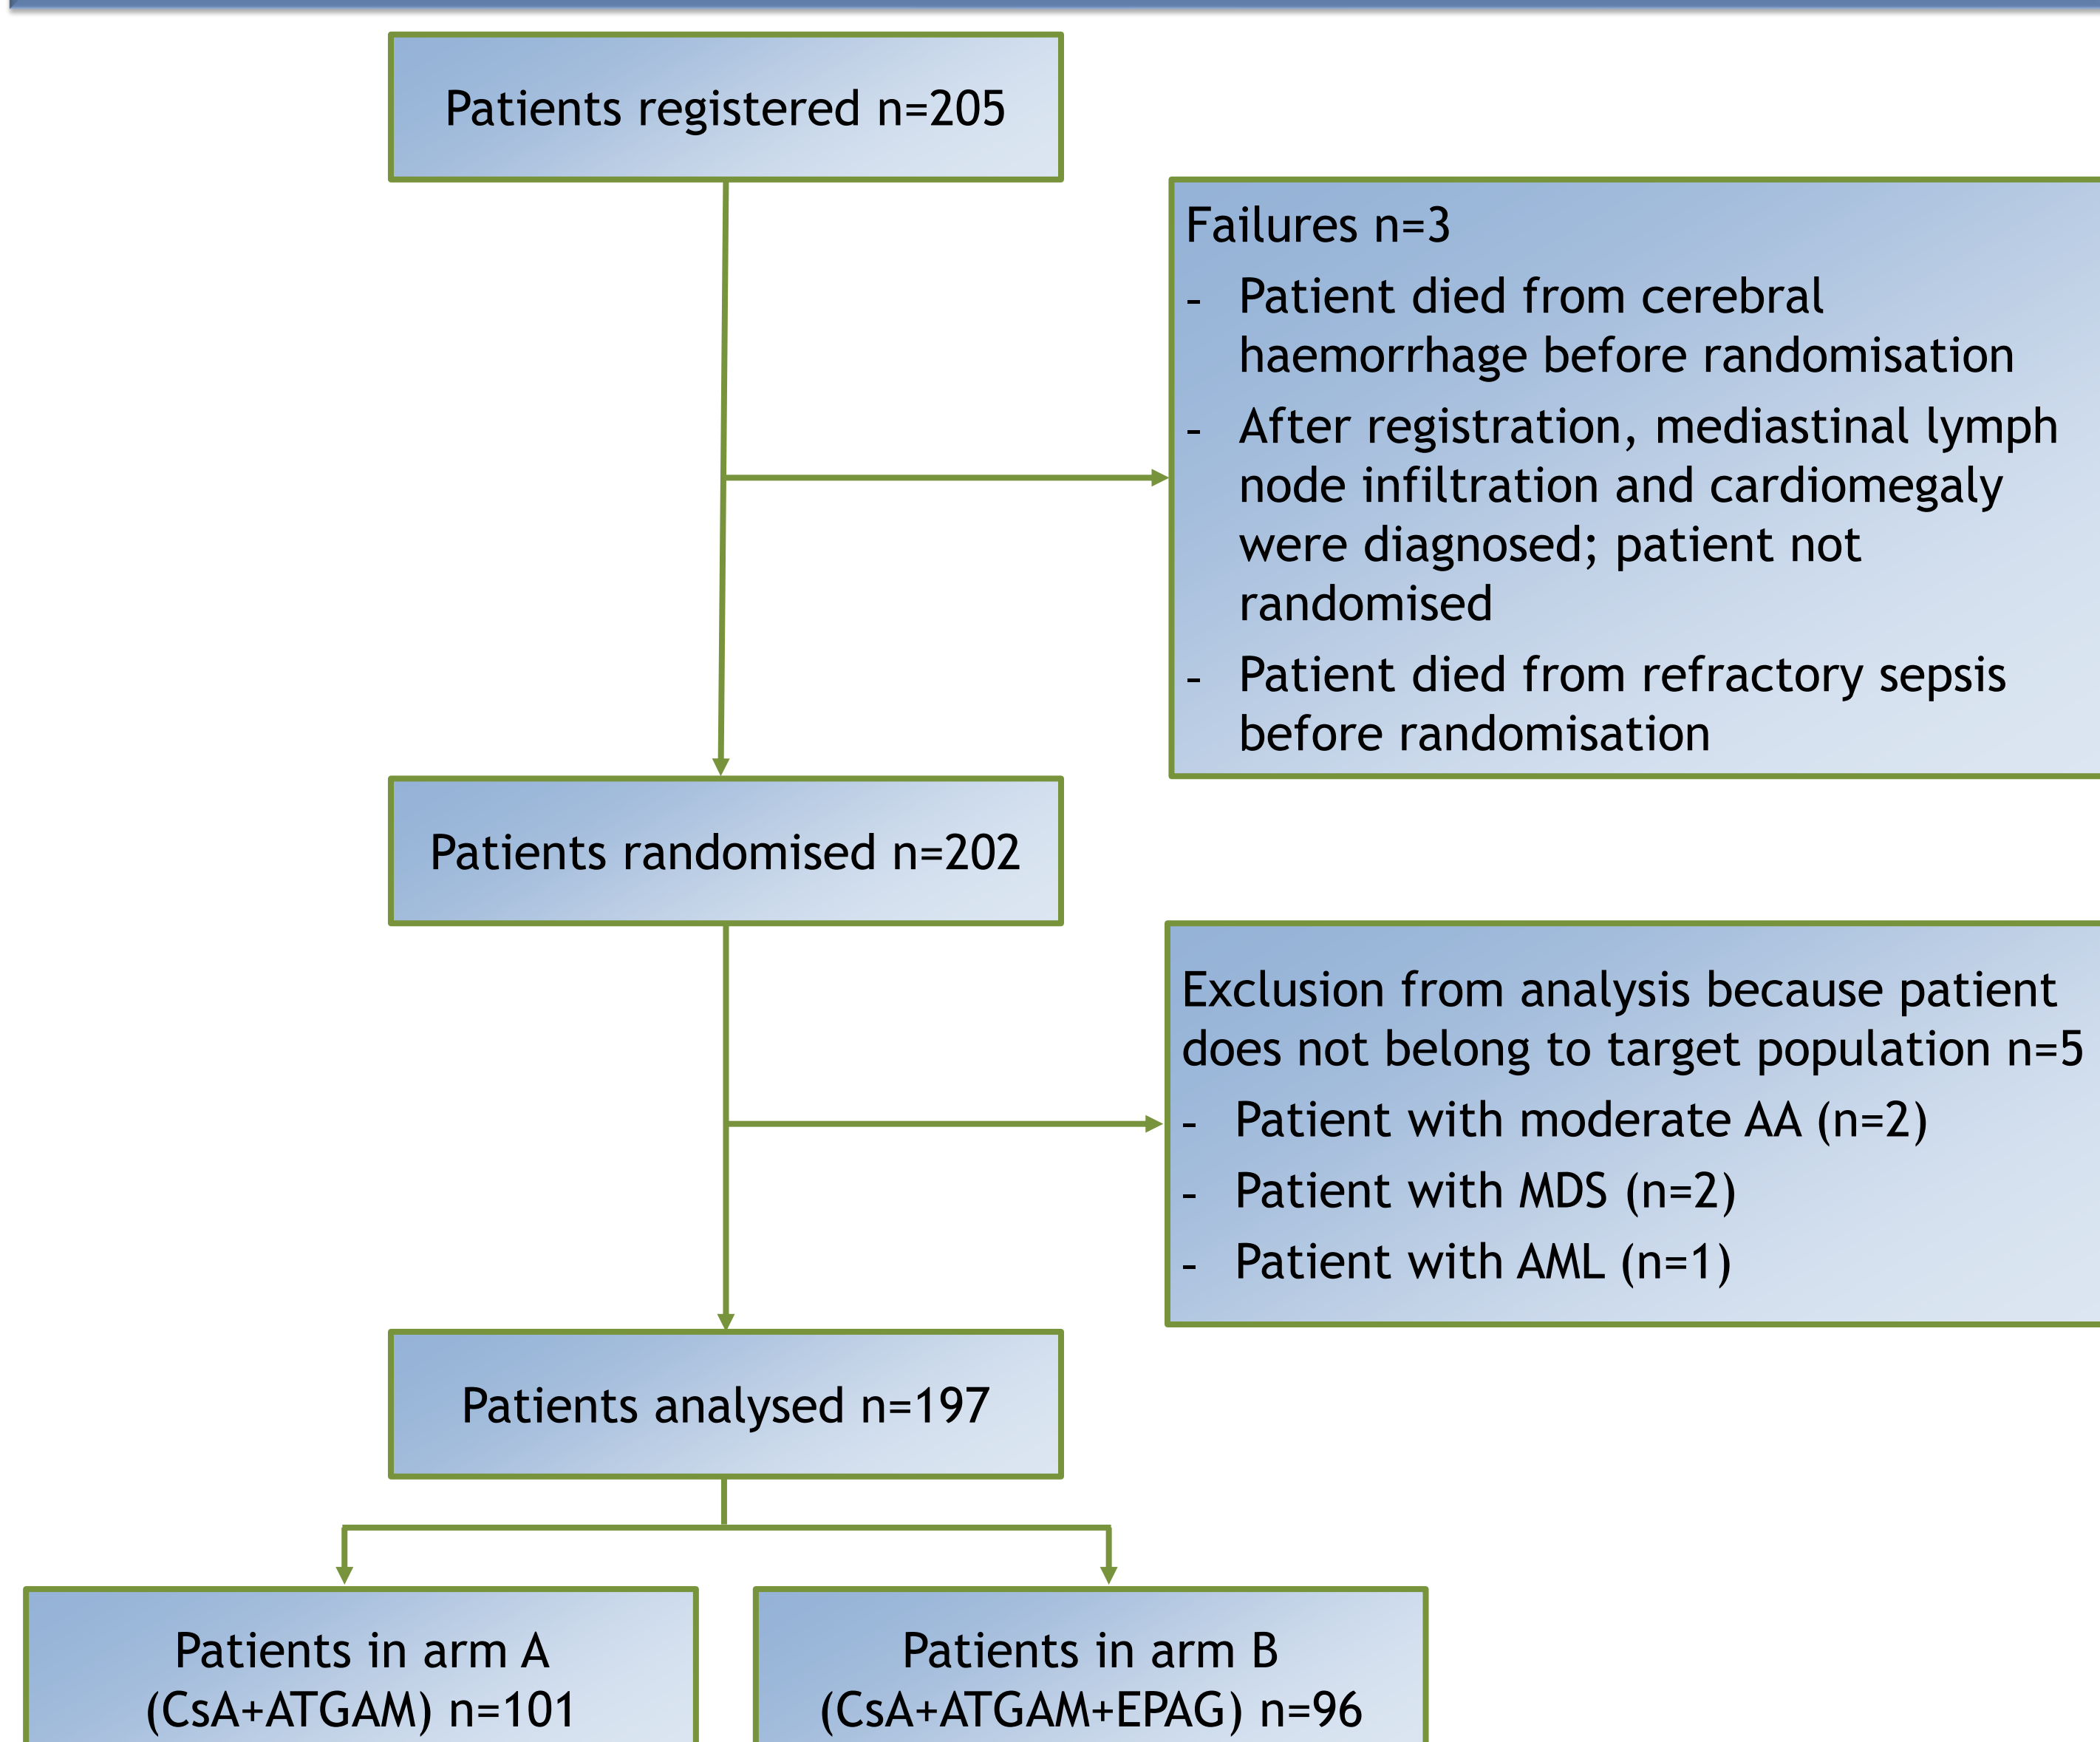 Patients registered n=205
Failures n=3
- Patient died from cerebral
haemorrhage before randomisation
- After registration, mediastinal lymph
node infiltration and cardiomegaly
were diagnosed; patient not
randomised
- Patient died from refractory sepsis
before randomisation
Patients randomised n=202
Exclusion from analysis because patient
does not belong to target population n=5
- Patient with moderate AA (n=2)
- Patient with MDS (n=2)
- Patient with AML (n=1)
Patients analysed n=197
Patients in arm A
(CsA+ATGAM) n=101
Patients in arm B
(CsA+ATGAM+EPAG) n=96